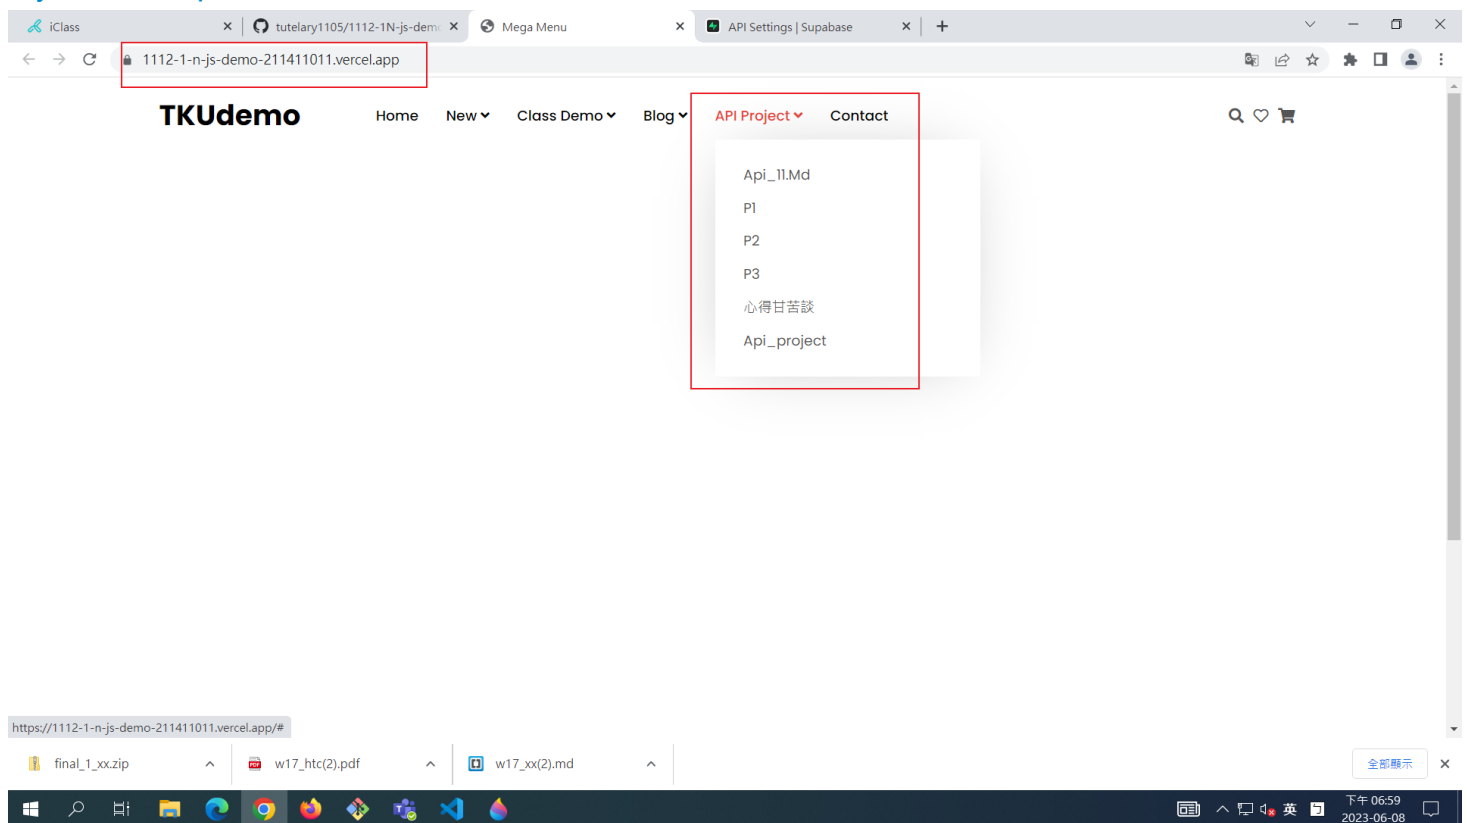 iClass
tutelary1105/1112-1N-js-demo
Mega Menu
API Settings | Supabase
1112-1-n-js-demo-211411011.vercel.app
TKUdemo
Home
New
Class Demo
Blog
API Project
Contact
Api_11.Md
P1
P2
P3
心得甘苦談
Api_project
https://1112-1-n-js-demo-211411011.vercel.app/#
final_1_xx.zip
w17_htc(2).pdf
w17_xx(2).md
全部顯示
英
下午 06:59
2023-06-08